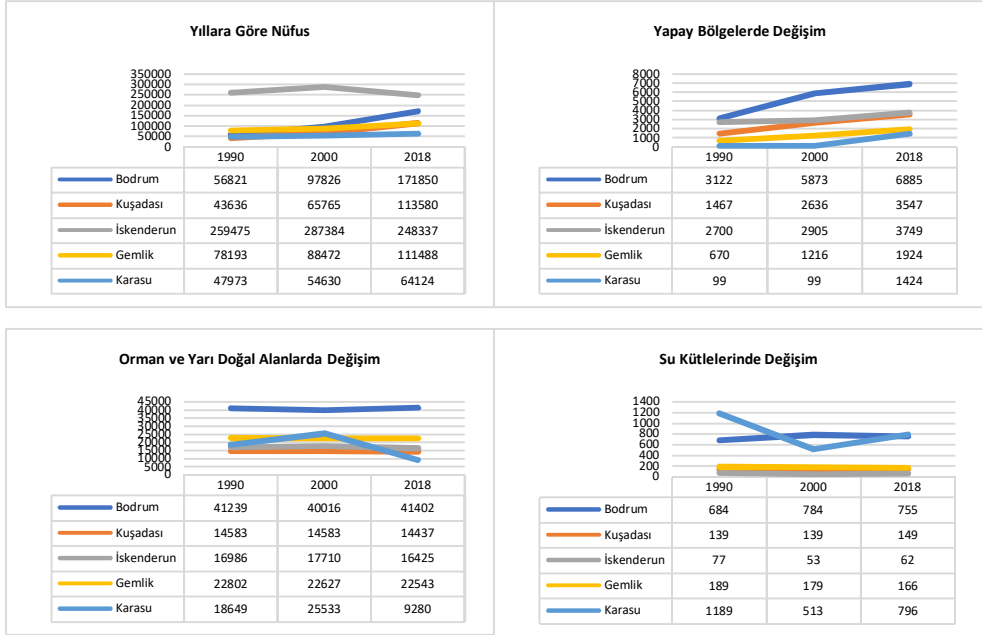 Yıllara Göre Nüfus
350000
300000
250000
200000
150000
100000
50000
0
1990 2000 2018
Bodrum 56821 97826 171850
Kuşadası 43636 65765 113580
İskenderun 259475 287384 248337
Gemlik 78193 88472 111488
Karasu 47973 54630 64124
Yapay Bölgelerde Değişim
8000
7000
6000
5000
4000
3000
2000
1000
0
1990 2000 2018
Bodrum 3122 5873 6885
Kuşadası 1467 2636 3547
İskenderun 2700 2905 3749
Gemlik 670 1216 1924
Karasu 99 99 1424
Orman ve Yarı Doğal Alanlarda Değişim
45000
40000
35000
30000
25000
20000
15000
10000
5000
0
1990 2000 2018
Bodrum 41239 40016 41402
Kuşadası 14583 14583 14437
İskenderun 16986 17710 16425
Gemlik 22802 22627 22543
Karasu 18649 25533 9280
Su Kütlelerinde Değişim
1400
1200
1000
800
600
400
200
0
1990 2000 2018
Bodrum 684 784 755
Kuşadası 139 139 149
İskenderun 77 53 62
Gemlik 189 179 166
Karasu 1189 513 796